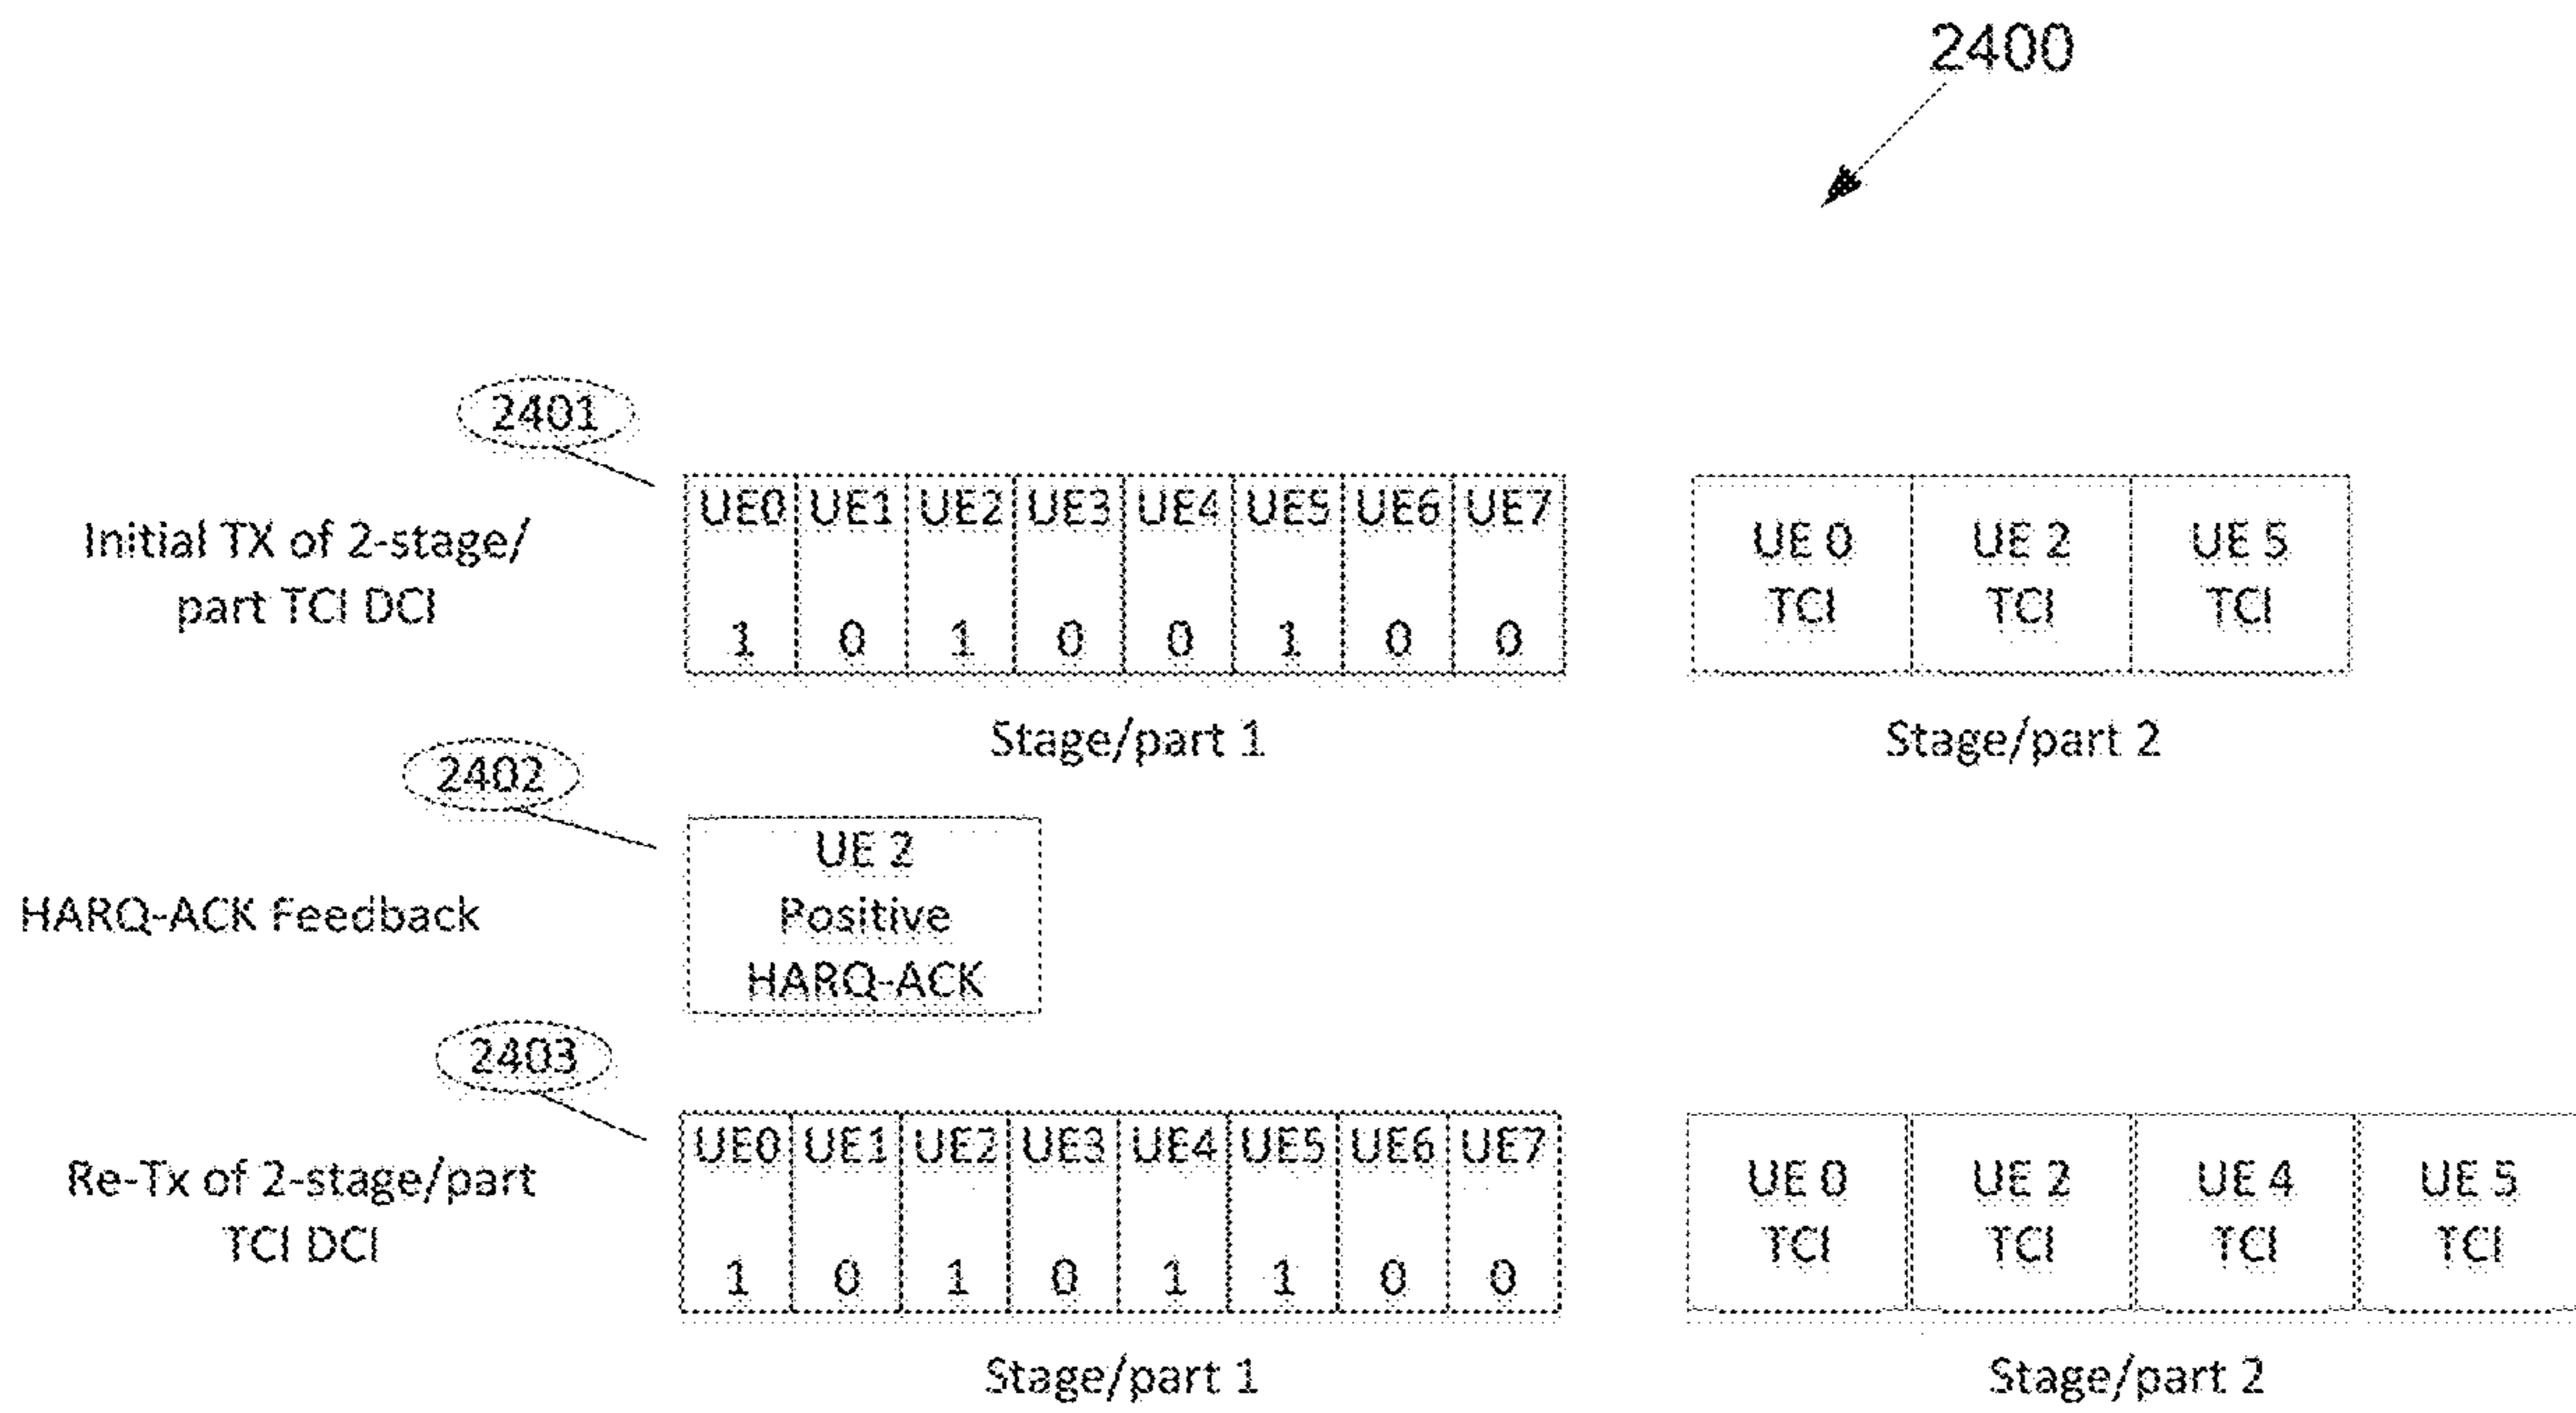 2400
2401
Initial TX of 2-stage/
part TCI DCI
UE0 UE1 UE2 UE3 UE4 UE5 UE6 UE7
1 0 1 0 0 1 0 0
UE 0 UE 2 UE 5
TCI TCI TCI
Stage/part 1
Stage/part 2
2402
HARQ-ACK Feedback
UE 2
Positive
HARQ-ACK
2403
Re-Tx of 2-stage/part
TCI DCI
UE0 UE1 UE2 UE3 UE4 UE5 UE6 UE7
1 0 1 0 1 1 0 0
UE 0 UE 2 UE 4 UE 5
TCI TCI TCI TCI
Stage/part 1
Stage/part 2